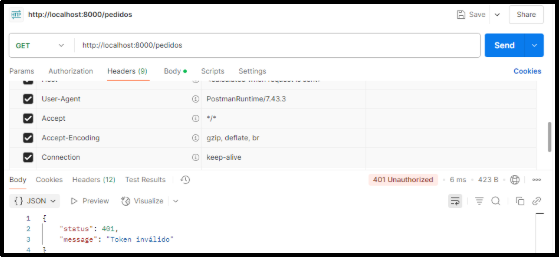 http://localhost:8000/pedidos
Save
Share
GET
http://localhost:8000/pedidos
Send
Params
Authorization
Headers (9)
Body
Scripts
Settings
Cookies
User-Agent
PostmanRuntime/7.43.3
Accept
*/*
Accept-Encoding
gzip, deflate, br
Connection
keep-alive
Body
Cookies
Headers (12)
Test Results
401 Unauthorized
6 ms
423 B
{} JSON
Preview
Visualize
1 {
2 "status": 401,
3 "message": "Token inválido"
}